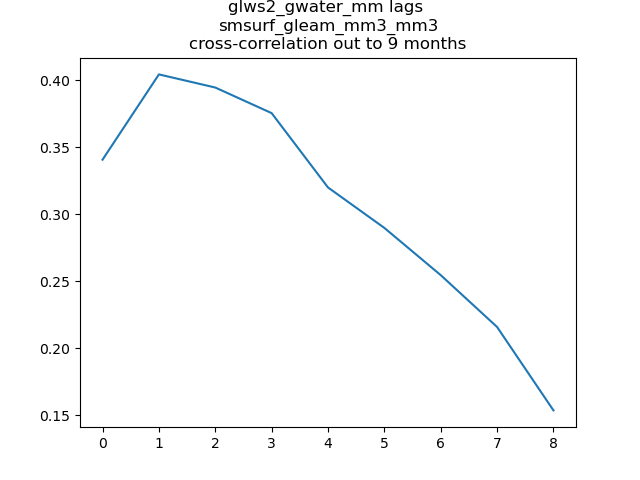 glws2_gwater_mm lags
smsurf_gleam_mm3_mm3
cross-correlation out to 9 months
0.40
0.35
0.30
0.25
0.20
0.15
0 1 2 3 4 5 6 7 8